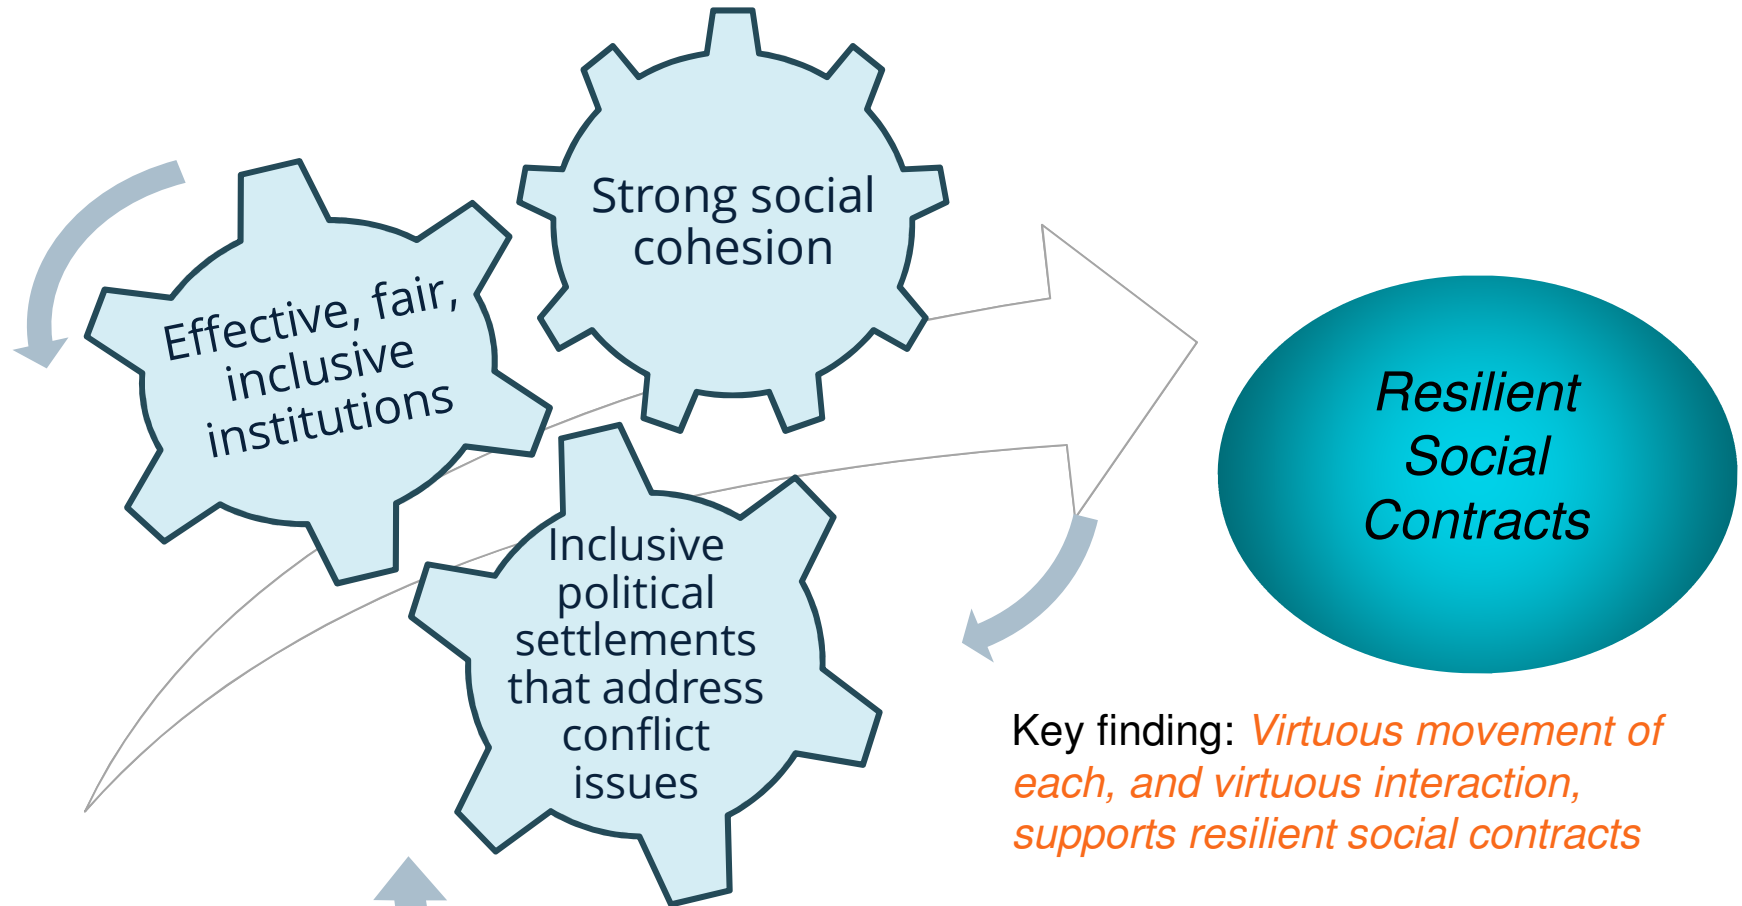 Strong social
cohesion
Effective, fair,
inclusive
institutions
Inclusive
political
settlements
that address
conflict
issues
Resilient
Social
Contracts
Key finding: Virtuous movement of
each, and virtuous interaction,
supports resilient social contracts